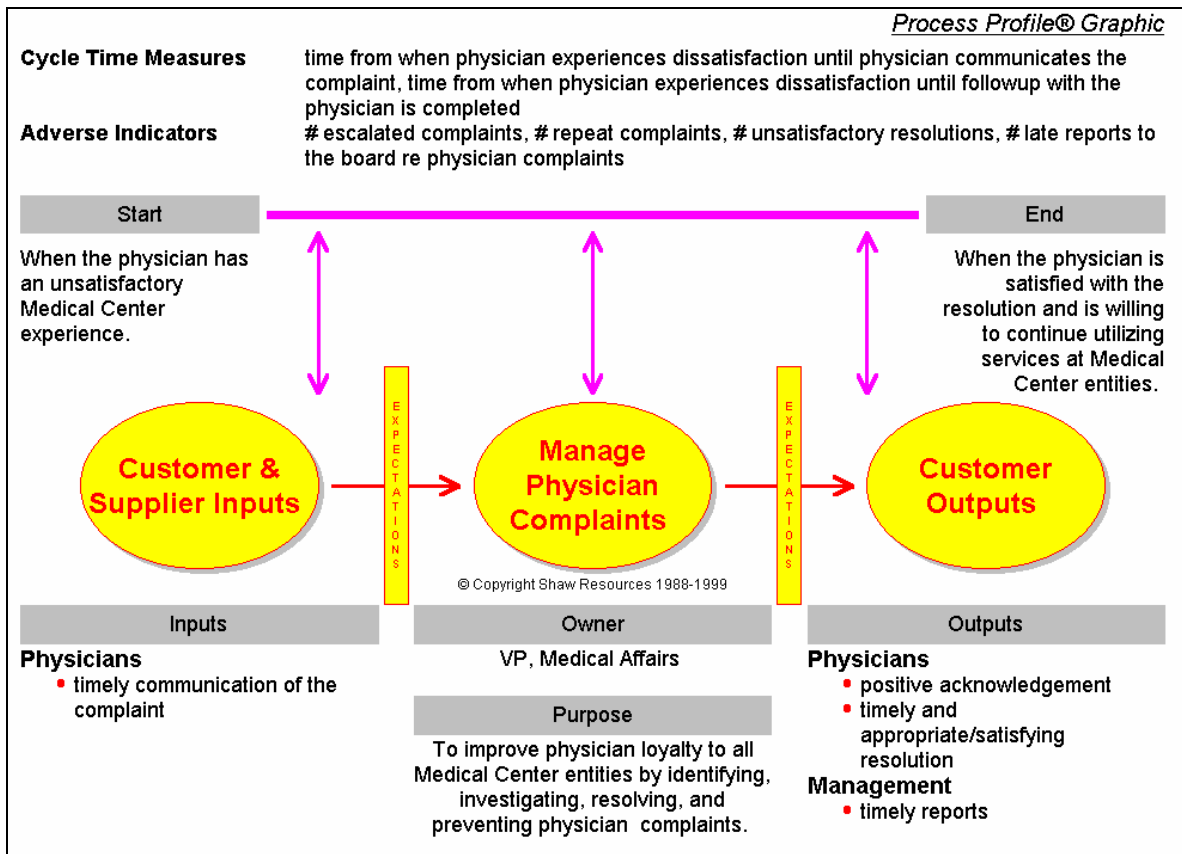 Process Profile® Graphic
Cycle Time Measures
time from when physician experiences dissatisfaction until physician communicates the
complaint, time from when physician experiences dissatisfaction until followup with the
physician is completed
Adverse Indicators
# escalated complaints, # repeat complaints, # unsatisfactory resolutions, # late reports to
the board re physician complaints
Start
End
When the physician has
an unsatisfactory
Medical Center
experience.
When the physician is
satisfied with the
resolution and is willing
to continue utilizing
services at Medical
Center entities.
Customer &
Supplier Inputs
EXPECTATIONS
Manage
Physician
Complaints
EXPECTATIONS
Customer
Outputs
© Copyright Shaw Resources 1988-1999
Inputs
Physicians
• timely communication of the
complaint
Owner
VP, Medical Affairs
Purpose
To improve physician loyalty to all
Medical Center entities by identifying,
investigating, resolving, and
preventing physician complaints.
Outputs
Physicians
• positive acknowledgement
• timely and
appropriate/satisfying
resolution
Management
• timely reports